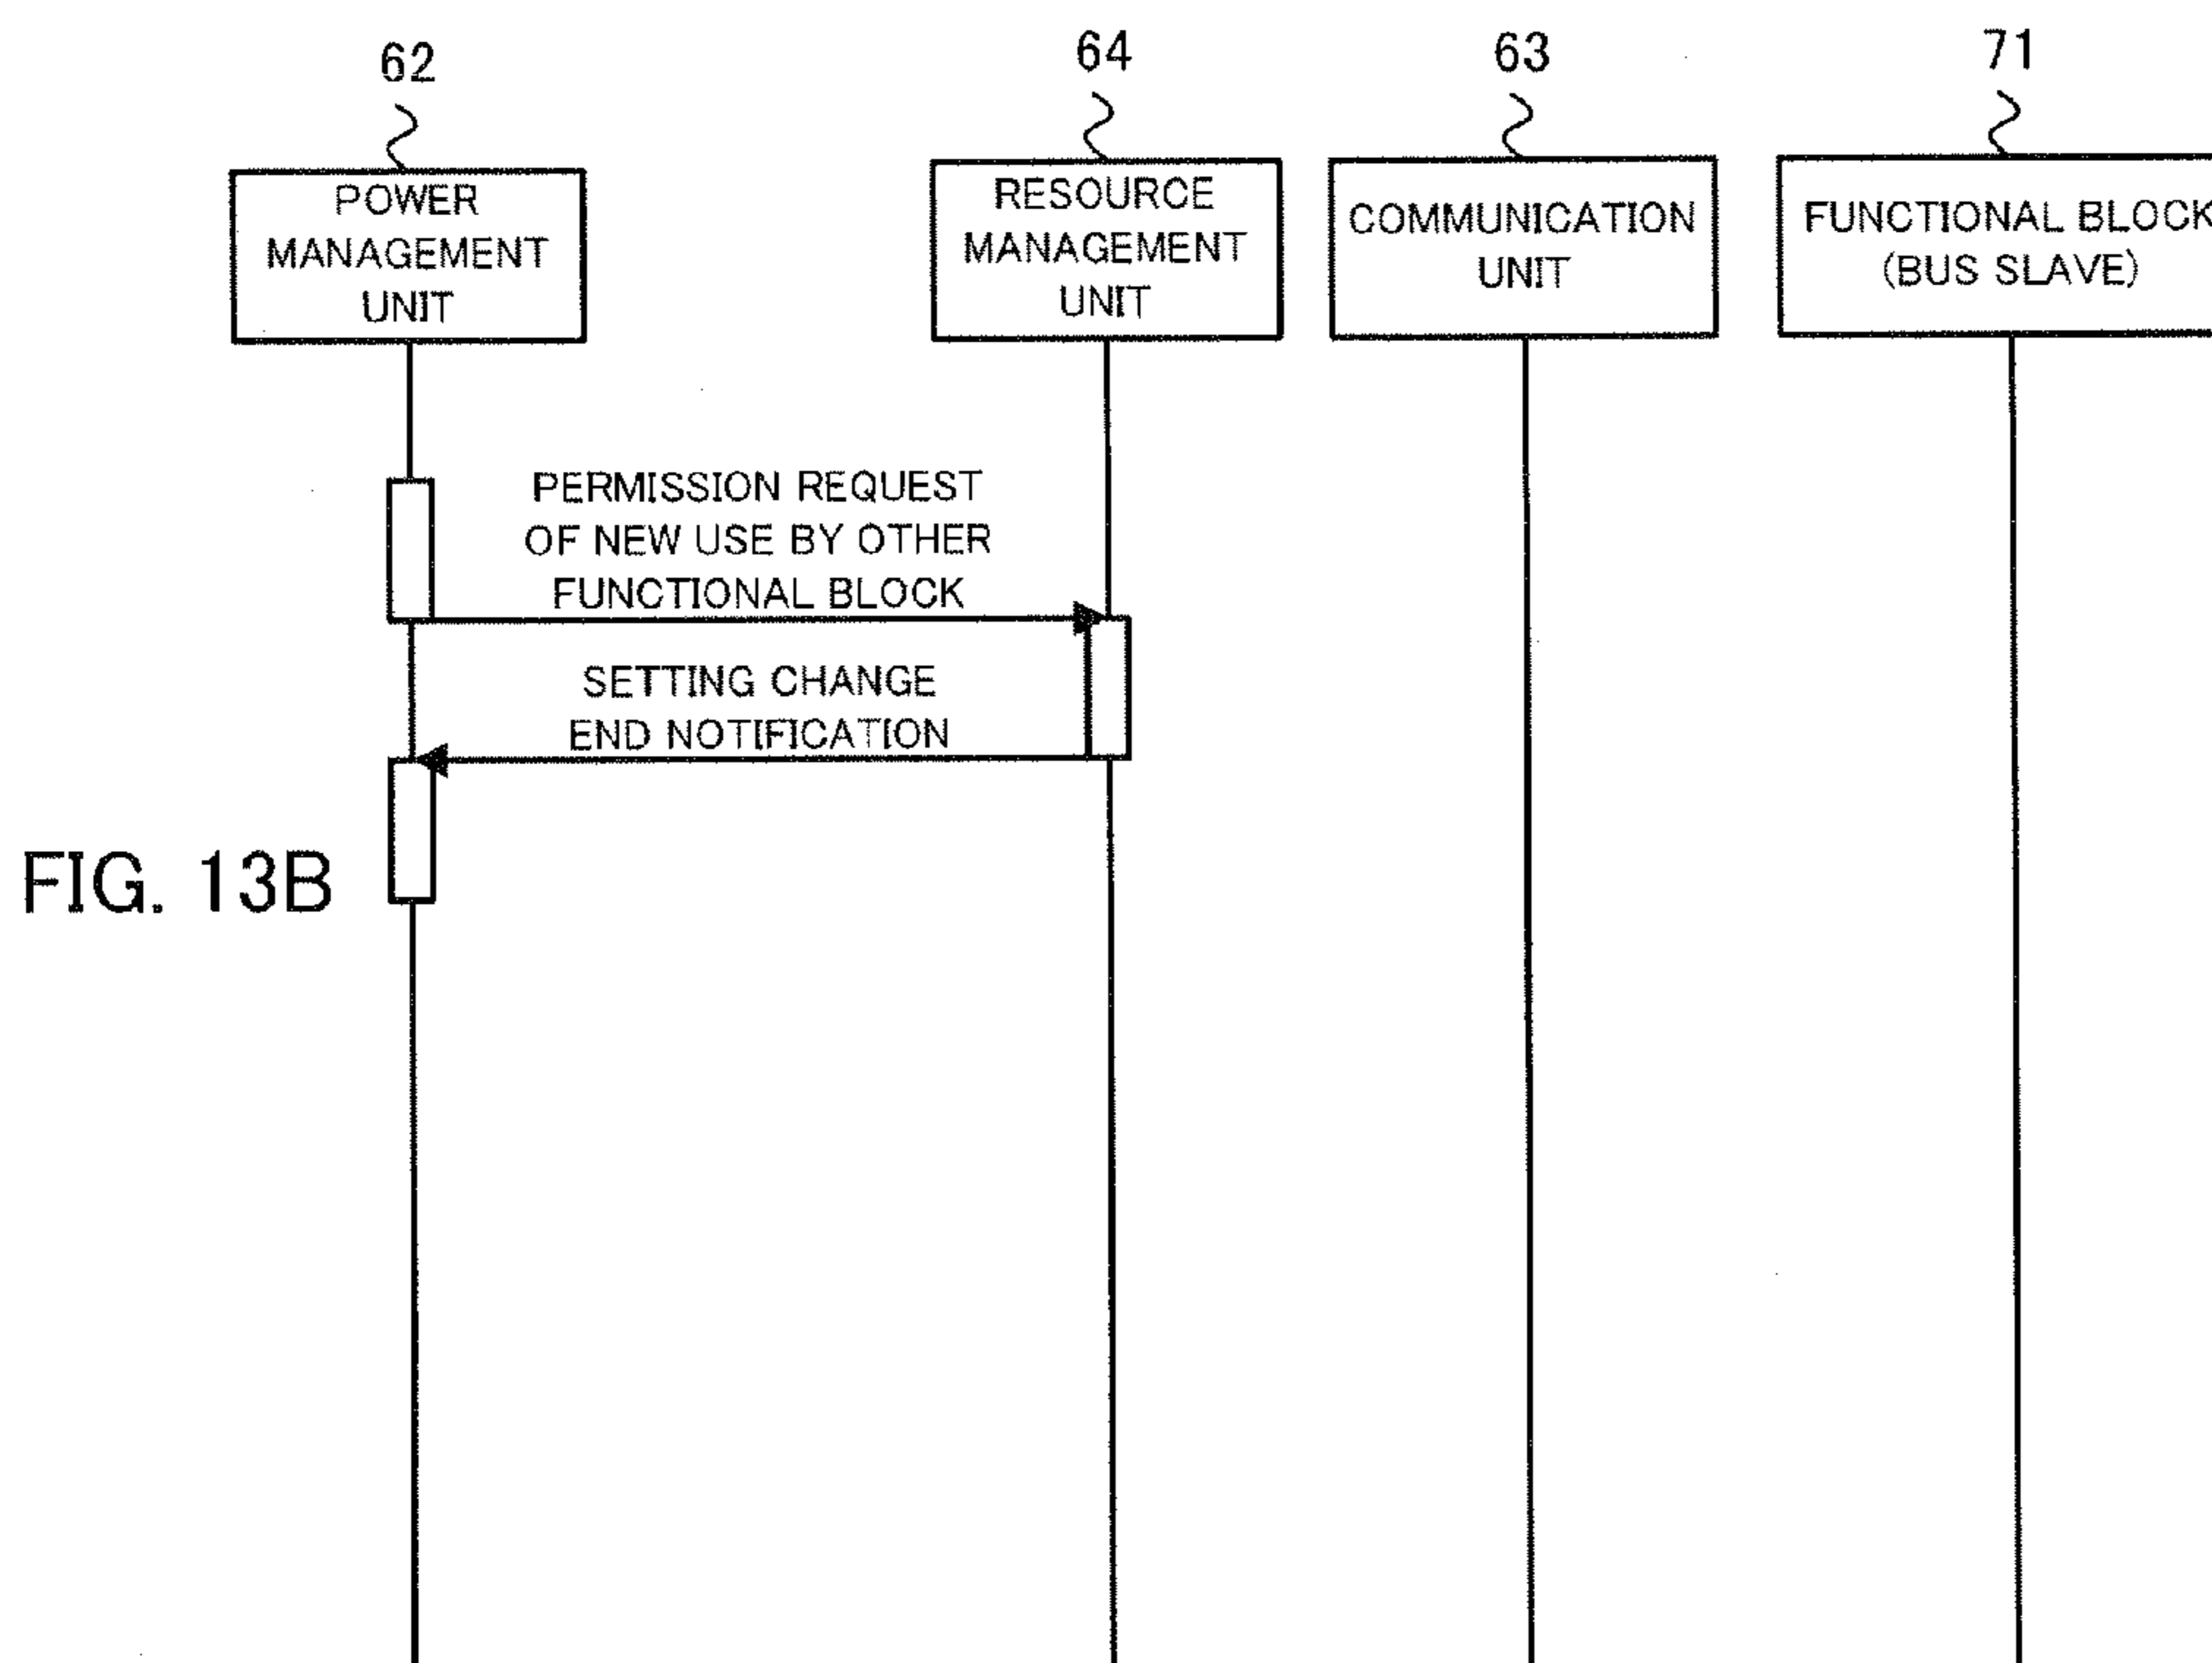 62
64
63
71
POWER
MANAGEMENT
UNIT
RESOURCE
MANAGEMENT
UNIT
COMMUNICATION
UNIT
FUNCTIONAL BLOCK
(BUS SLAVE)
PERMISSION REQUEST
OF NEW USE BY OTHER
FUNCTIONAL BLOCK
SETTING CHANGE
END NOTIFICATION
FIG. 13B